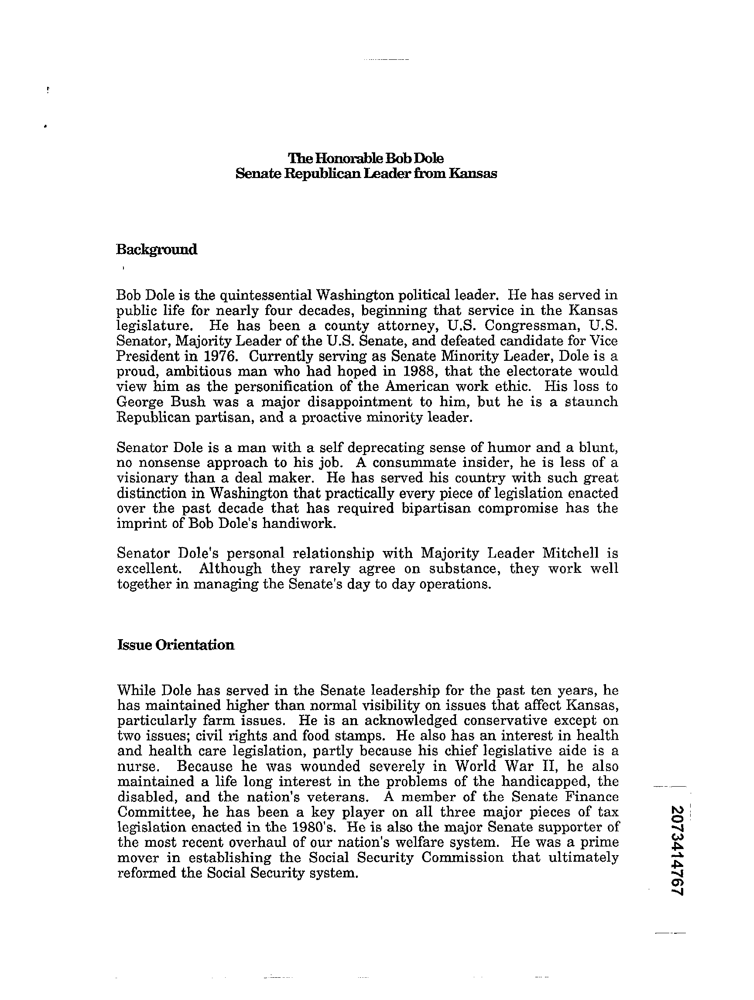 The Honorable Bob Dole
Senate Republican Leader from Kansas
Background
Bob Dole is the quintessential Washington political leader. He has served in
public life for nearly four decades, beginning that service in the Kansas
legislature. He has been a county attorney, U.S. Congressman, U.S.
Senator, Majority Leader of the U.S. Senate, and defeated candidate for Vice
President in 1976. Currently serving as Senate Minority Leader, Dole is a
proud, ambitious man who had hoped in 1988, that the electorate would
view him as the personification of the American work ethic. His loss to
George Bush was a major disappointment to him, but he is a staunch
Republican partisan, and a proactive minority leader.
Senator Dole is a man with a self deprecating sense of humor and a blunt,
no nonsense approach to his job. A consummate insider, he is less of a
visionary than a deal maker. He has served his country with such great
distinction in Washington that practically every piece of legislation enacted
over the past decade that has required bipartisan compromise has the
imprint of Bob Dole's handiwork.
Senator Dole's personal relationship with Majority Leader Mitchell is
excellent. Although they rarely agree on substance, they work well
together in managing the Senate's day to day operations.
Issue Orientation
While Dole has served in the Senate leadership for the past ten years, he
has maintained higher than normal visibility on issues that affect Kansas,
particularly farm issues. He is an acknowledged conservative except on
two issues; civil rights and food stamps. He also has an interest in health
and health care legislation, partly because his chief legislative aide is a
nurse. Because he was wounded severely in World War II, he also
maintained a life long interest in the problems of the handicapped, the
disabled, and the nation's veterans. A member of the Senate Finance
Committee, he has been a key player on all three major pieces of tax
legislation enacted in the 1980's. He is also the major Senate supporter of
the most recent overhaul of our nation's welfare system. He was a prime
mover in establishing the Social Security Commission that ultimately
reformed the Social Security system.
2073414767